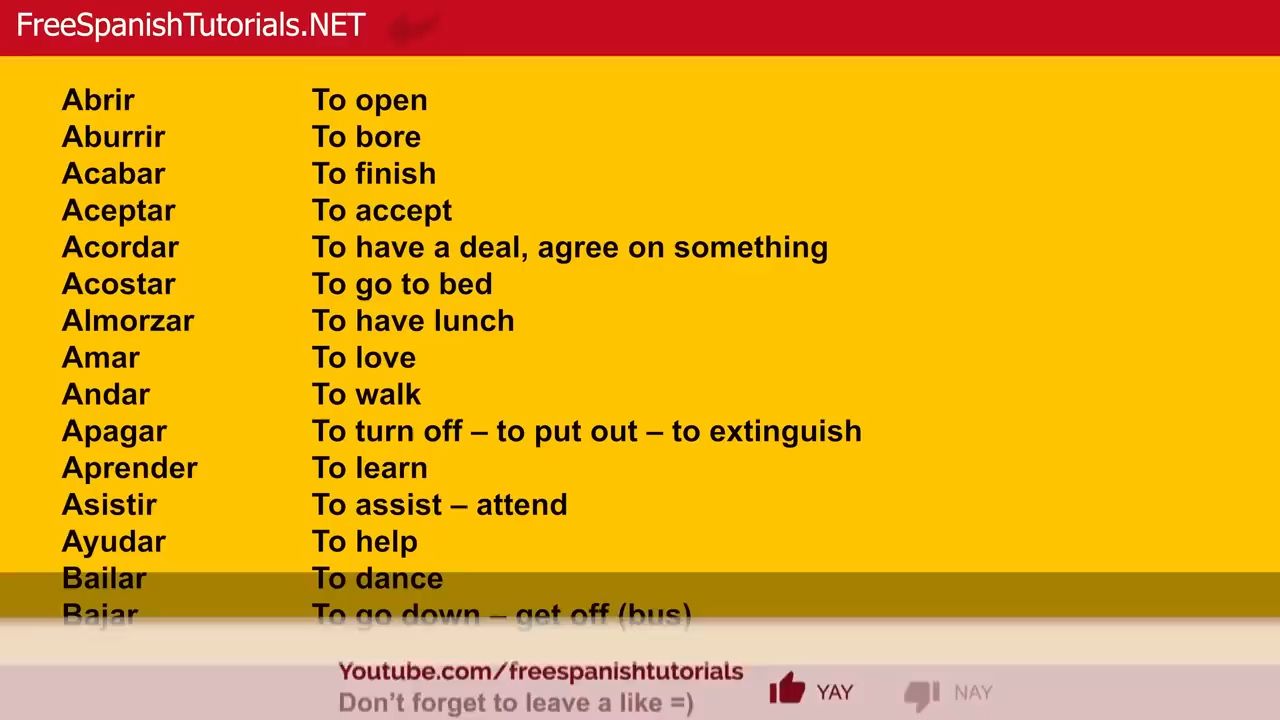 FreeSpanishTutorials.NET
Abrir To open
Aburrir To bore
Acabar To finish
Aceptar To accept
Acordar To have a deal, agree on something
Acostar To go to bed
Almorzar To have lunch
Amar To love
Andar To walk
Apagar To turn off – to put out – to extinguish
Aprender To learn
Asistir To assist – attend
Ayudar To help
Bailar To dance
Bajar To go down – get off (bus)
Youtube.com/freespanishtutorials
Don't forget to leave a like =)
YAY NAY